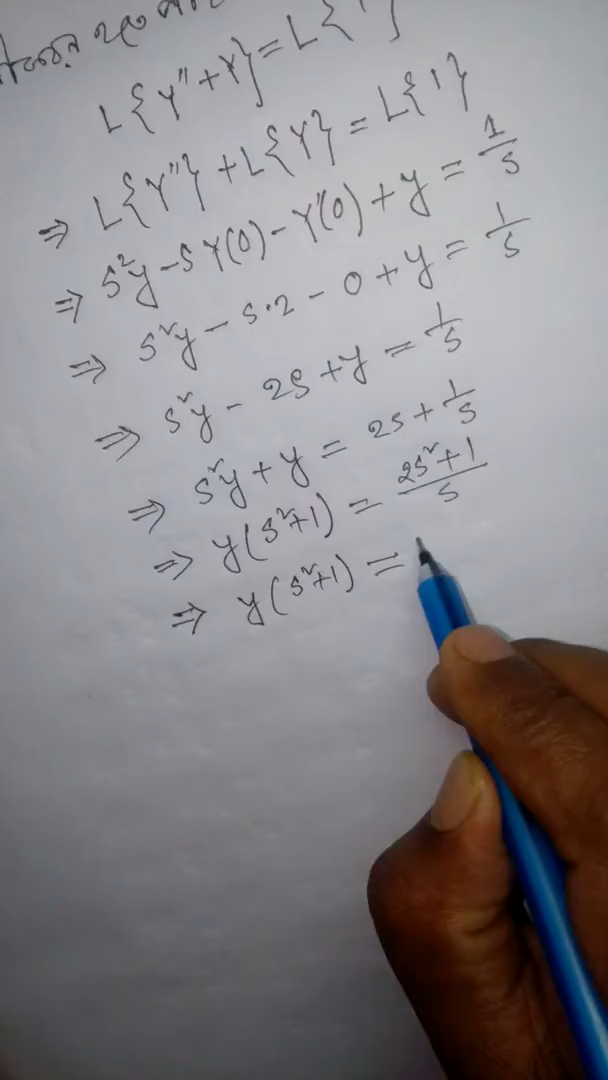 L{Y'' + Y} = L{1}
⇒ L{Y''} + L{Y} = L{1}
⇒ s²y - sY(0) - Y'(0) + y = 1/s
⇒ s²y - s·2 - 0 + y = 1/s
⇒ s²y - 2s + y = 1/s
⇒ s²y + y = 2s + 1/s
⇒ y(s²+1) = (2s²+1)/s
⇒ y(s²+1) =